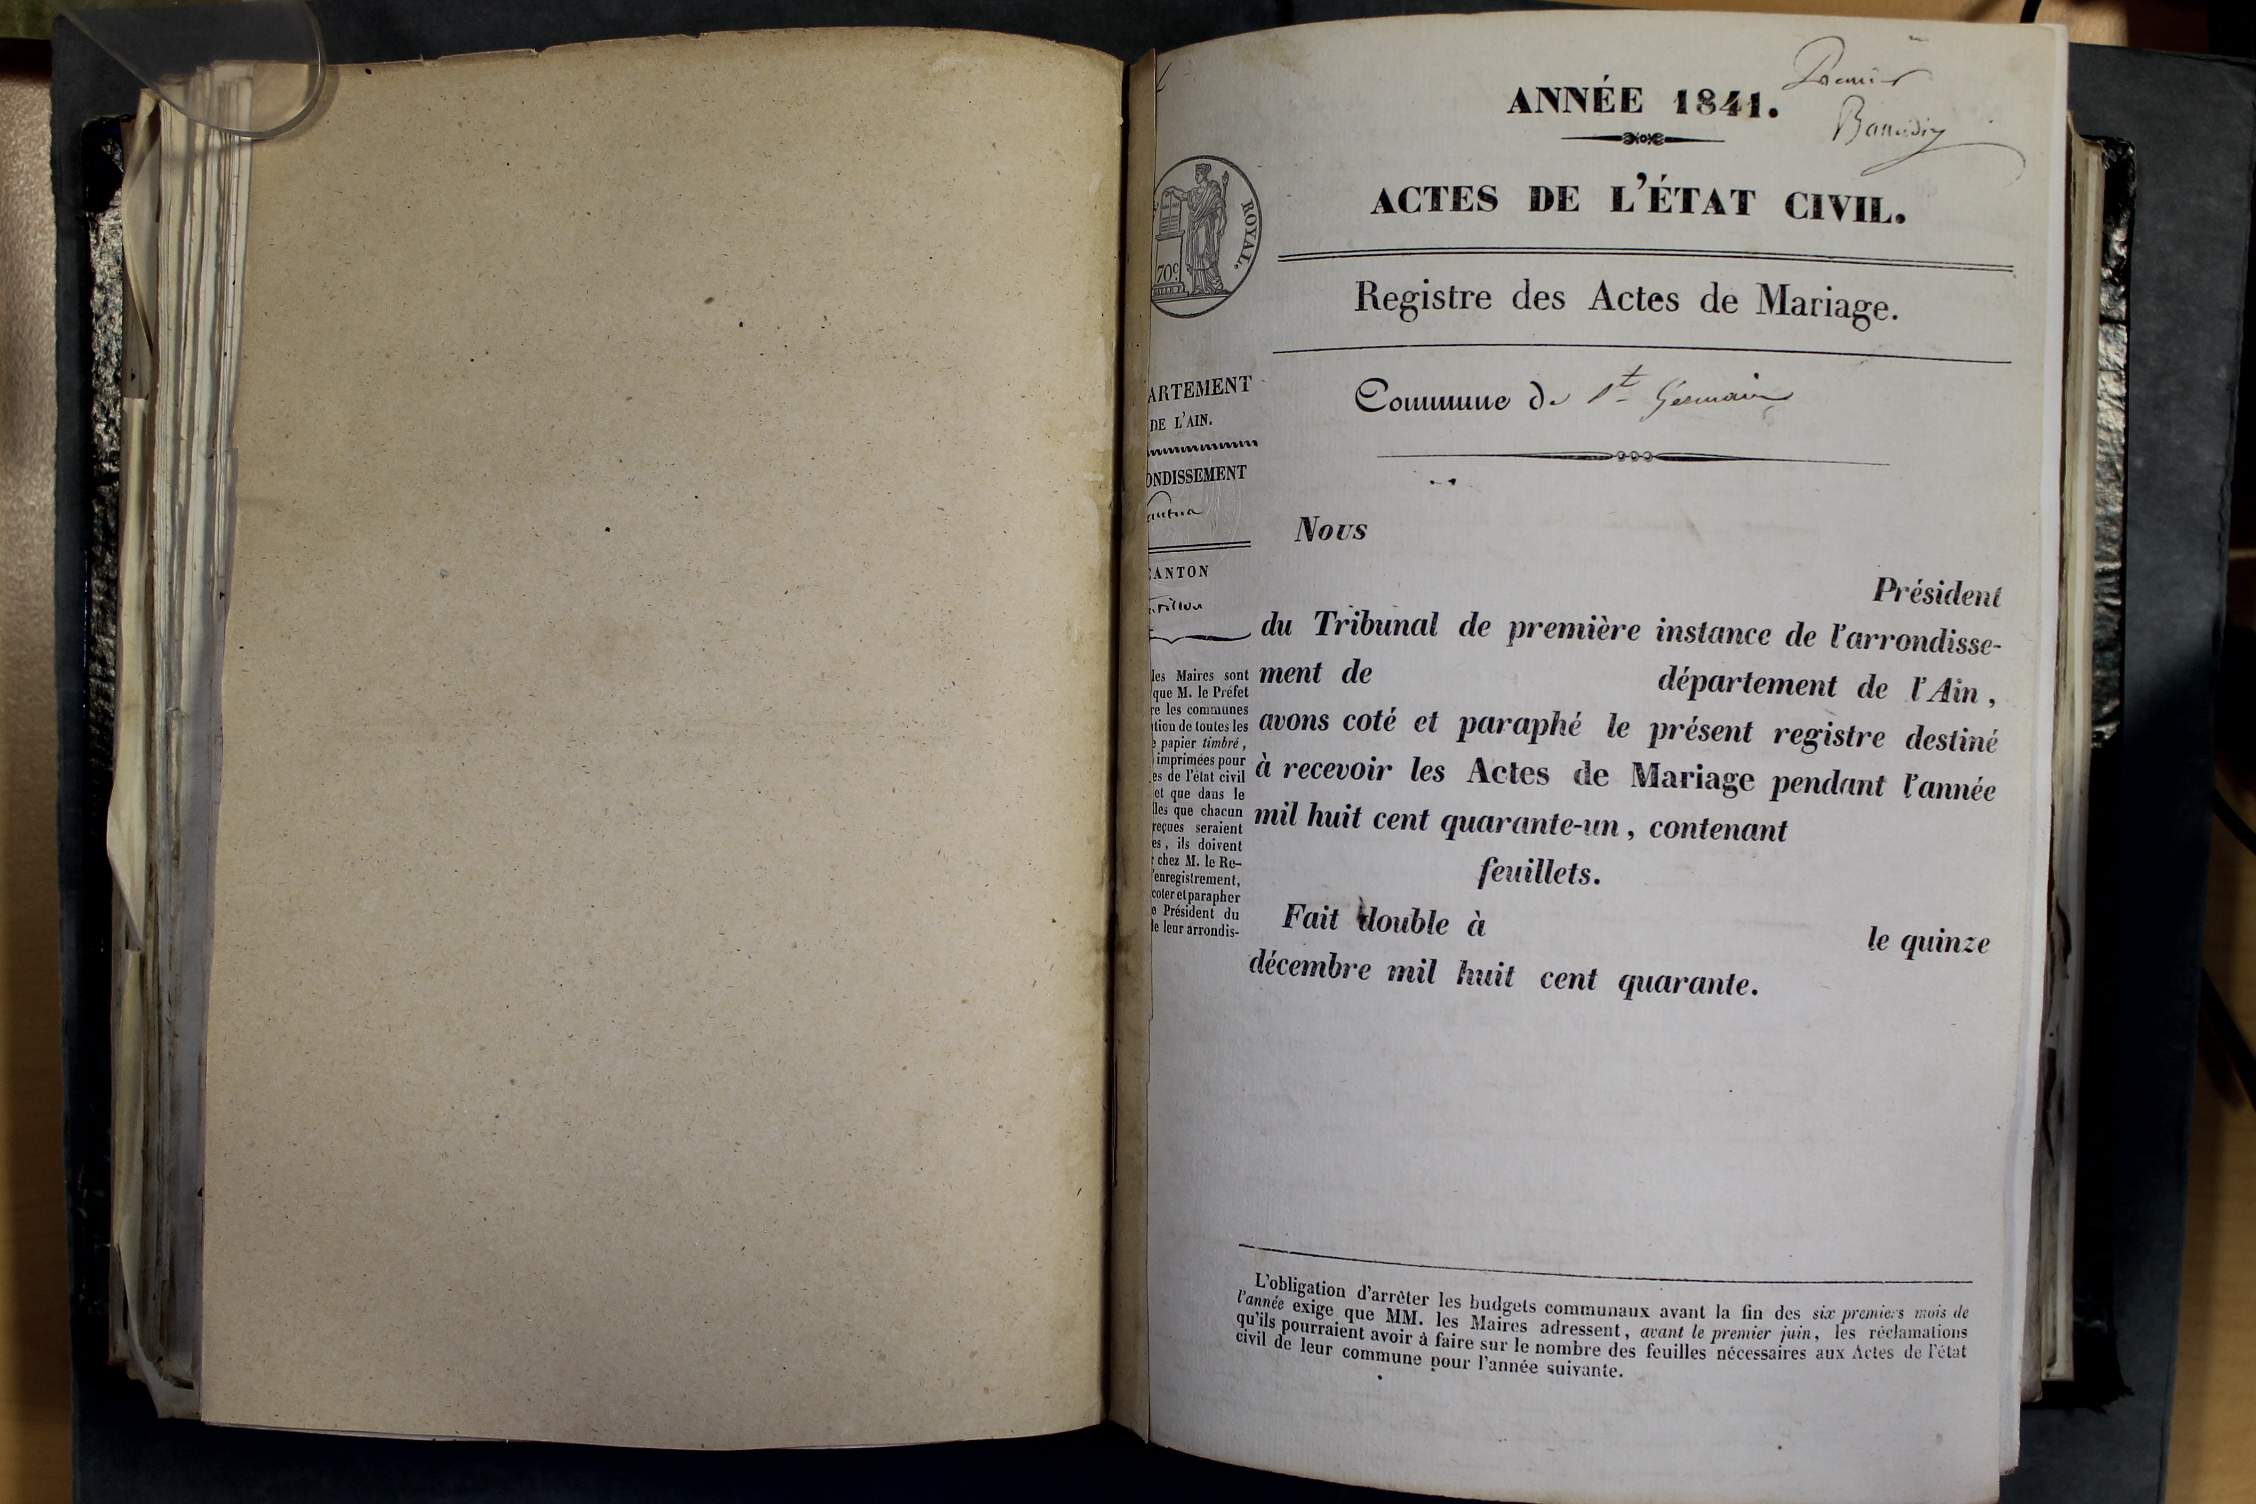 Premier
ANNÉE 1841.
ACTES DE L'ÉTAT CIVIL.
ROYAL.
70c
Registre des Actes de Mariage.
Commune de St Germain
ARTEMENT
DE L'AIN.
ONDISSEMENT
antua
ANTON
les Maires sont
que M. le Préfet
re les communes
tion de toutes les
e papier timbré,
imprimées pour
es de l'état civil
et que dans le
lles que chacun
reçues seraient
es, ils doivent
r chez M. le Re-
'enregistrement,
coter et parapher
e Président du
de leur arrondis-
Nous
Président
du Tribunal de première instance de l'arrondisse-
ment de département de l'Ain,
avons coté et paraphé le présent registre destiné
à recevoir les Actes de Mariage pendant l'année
mil huit cent quarante-un, contenant
feuillets.
Fait double à le quinze
décembre mil huit cent quarante.
L'obligation d'arrêter les budgets communaux avant la fin des six premiers mois de
l'année exige que MM. les Maires adressent, avant le premier juin, les réclamations
qu'ils pourraient avoir à faire sur le nombre des feuilles nécessaires aux Actes de l'état
civil de leur commune pour l'année suivante.